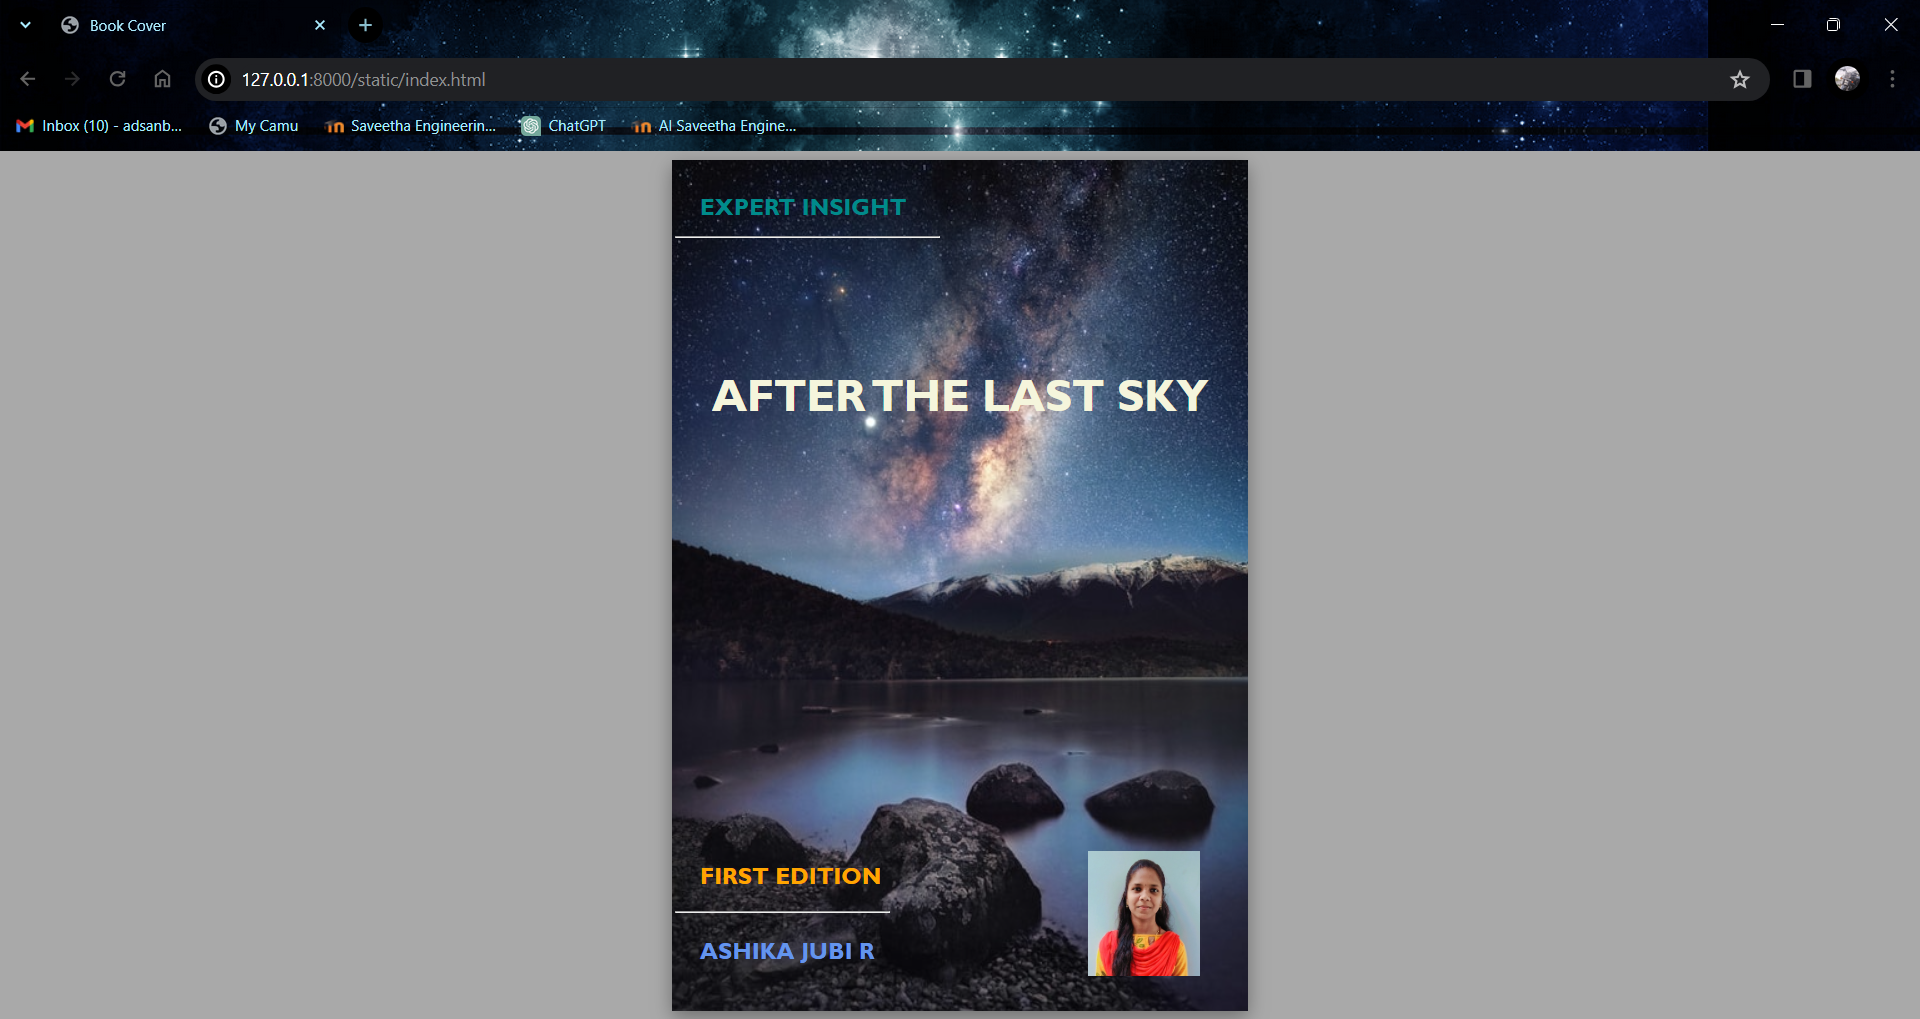 Book Cover
127.0.0.1:8000/static/index.html
Inbox (10) - adsanb... My Camu Saveetha Engineerin... ChatGPT AI Saveetha Engine...
EXPERT INSIGHT
AFTER THE LAST SKY
FIRST EDITION
ASHIKA JUBI R